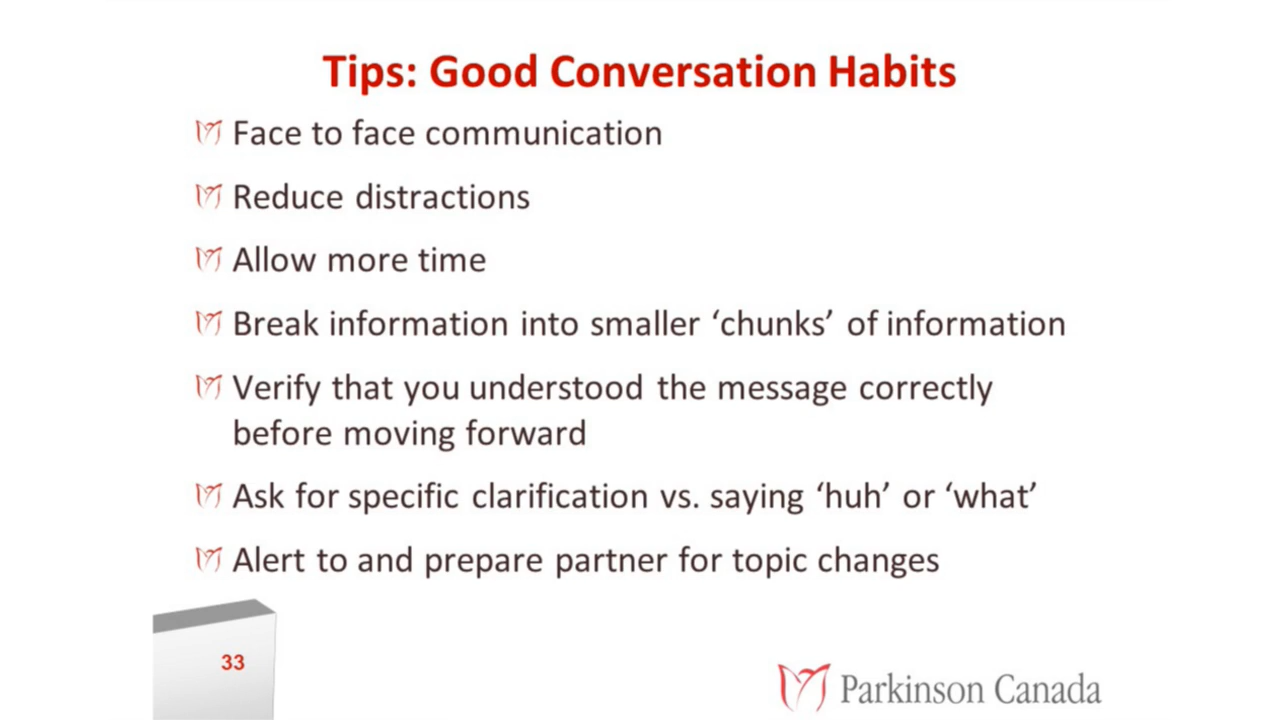 Tips: Good Conversation Habits
Face to face communication
Reduce distractions
Allow more time
Break information into smaller ‘chunks’ of information
Verify that you understood the message correctly
before moving forward
Ask for specific clarification vs. saying ‘huh’ or ‘what’
Alert to and prepare partner for topic changes
33
Parkinson Canada